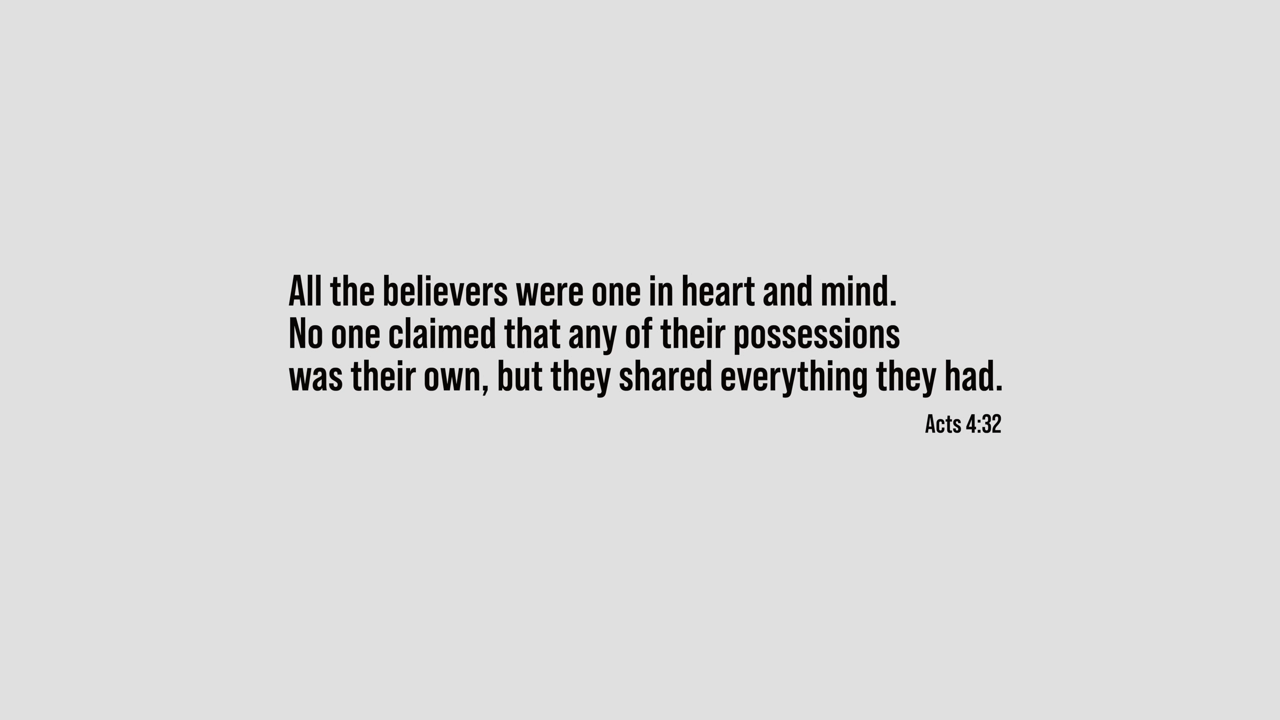 All the believers were one in heart and mind.
No one claimed that any of their possessions
was their own, but they shared everything they had.
Acts 4:32